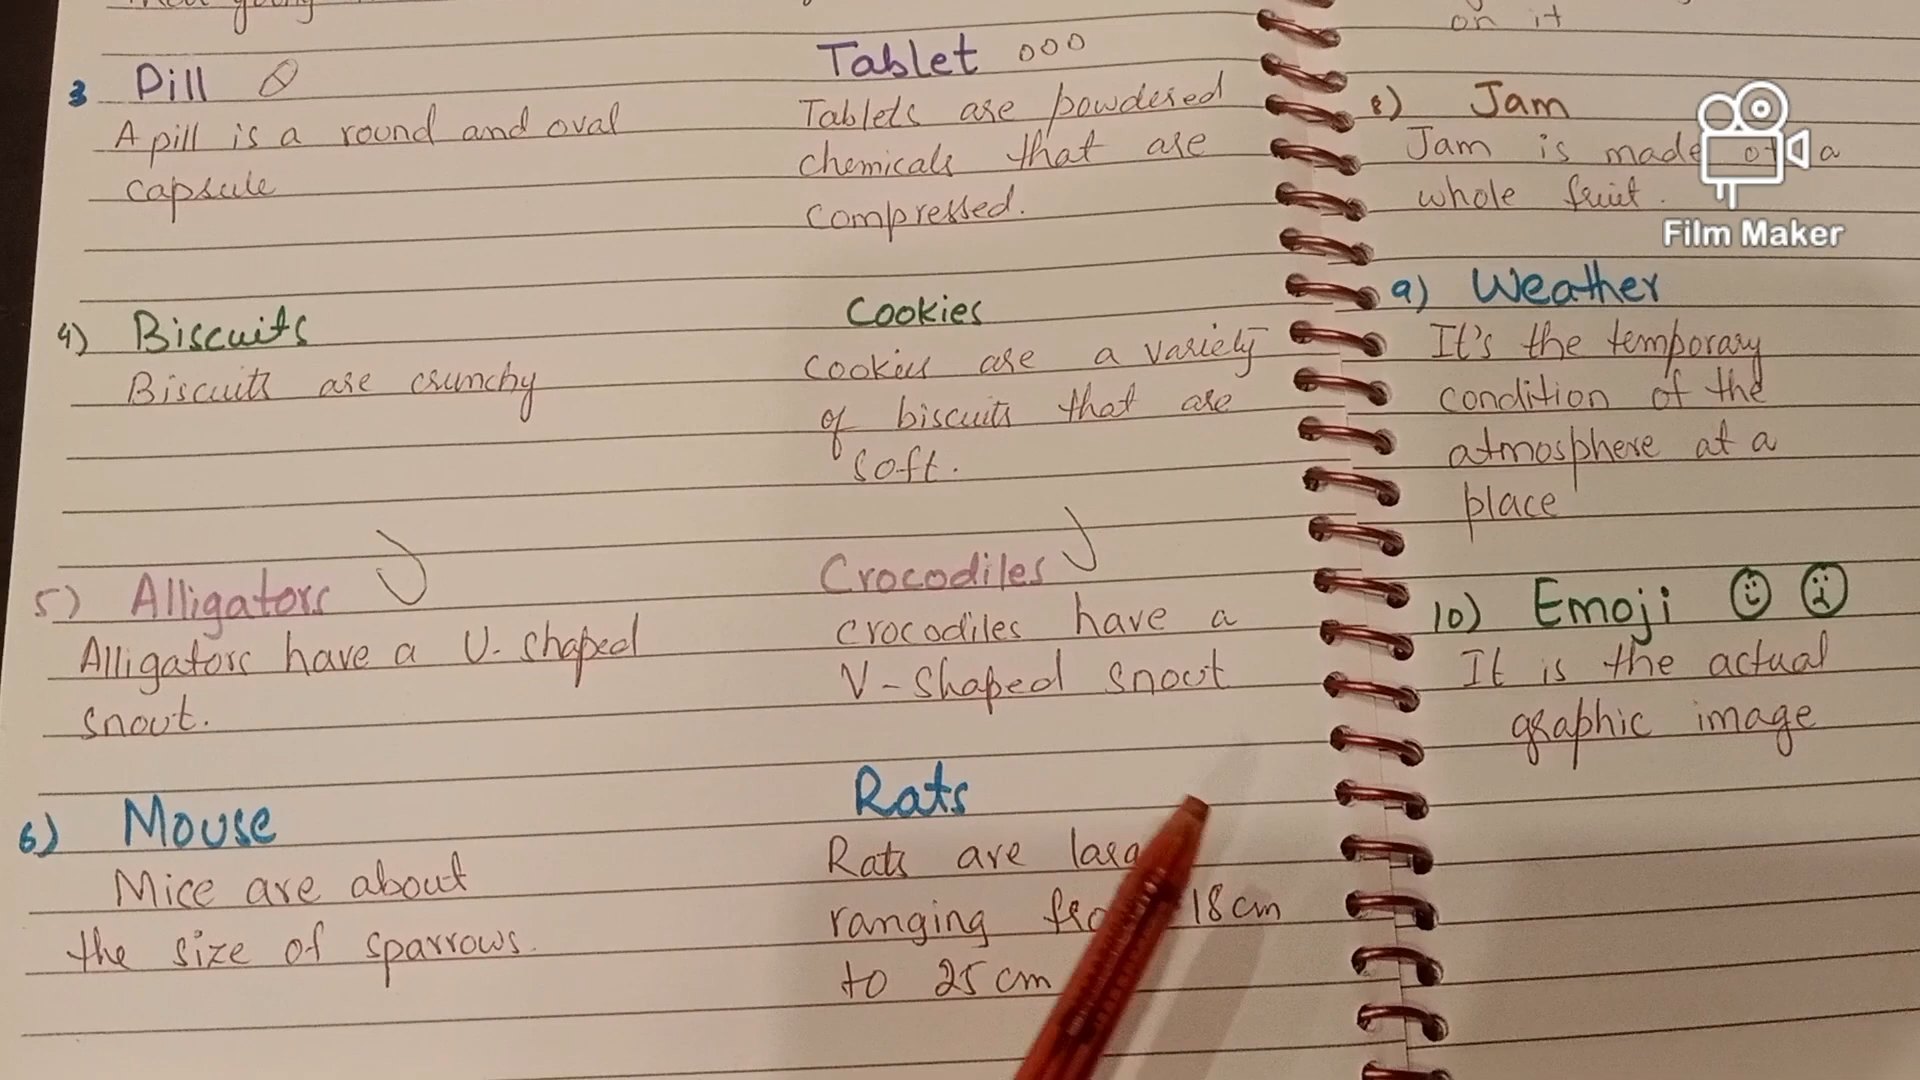 3 Pill
A pill is a round and oval
capsule
Tablet
Tablets are powdered
chemicals that are
compressed.
4) Biscuits
Biscuits are crunchy
Cookies
Cookies are a variety
of biscuits that are
soft.
5) Alligators
Alligators have a U-shaped
snout.
Crocodiles
crocodiles have a
V-shaped snout
6) Mouse
Mice are about
the size of sparrows.
Rats
Rats are
ranging 18cm
to 25cm
on it
8) Jam
Jam is made of a
whole fruit.
9) Weather
It's the temporary
condition of the
atmosphere at a
place
10) Emoji
It is the actual
graphic image
Film Maker